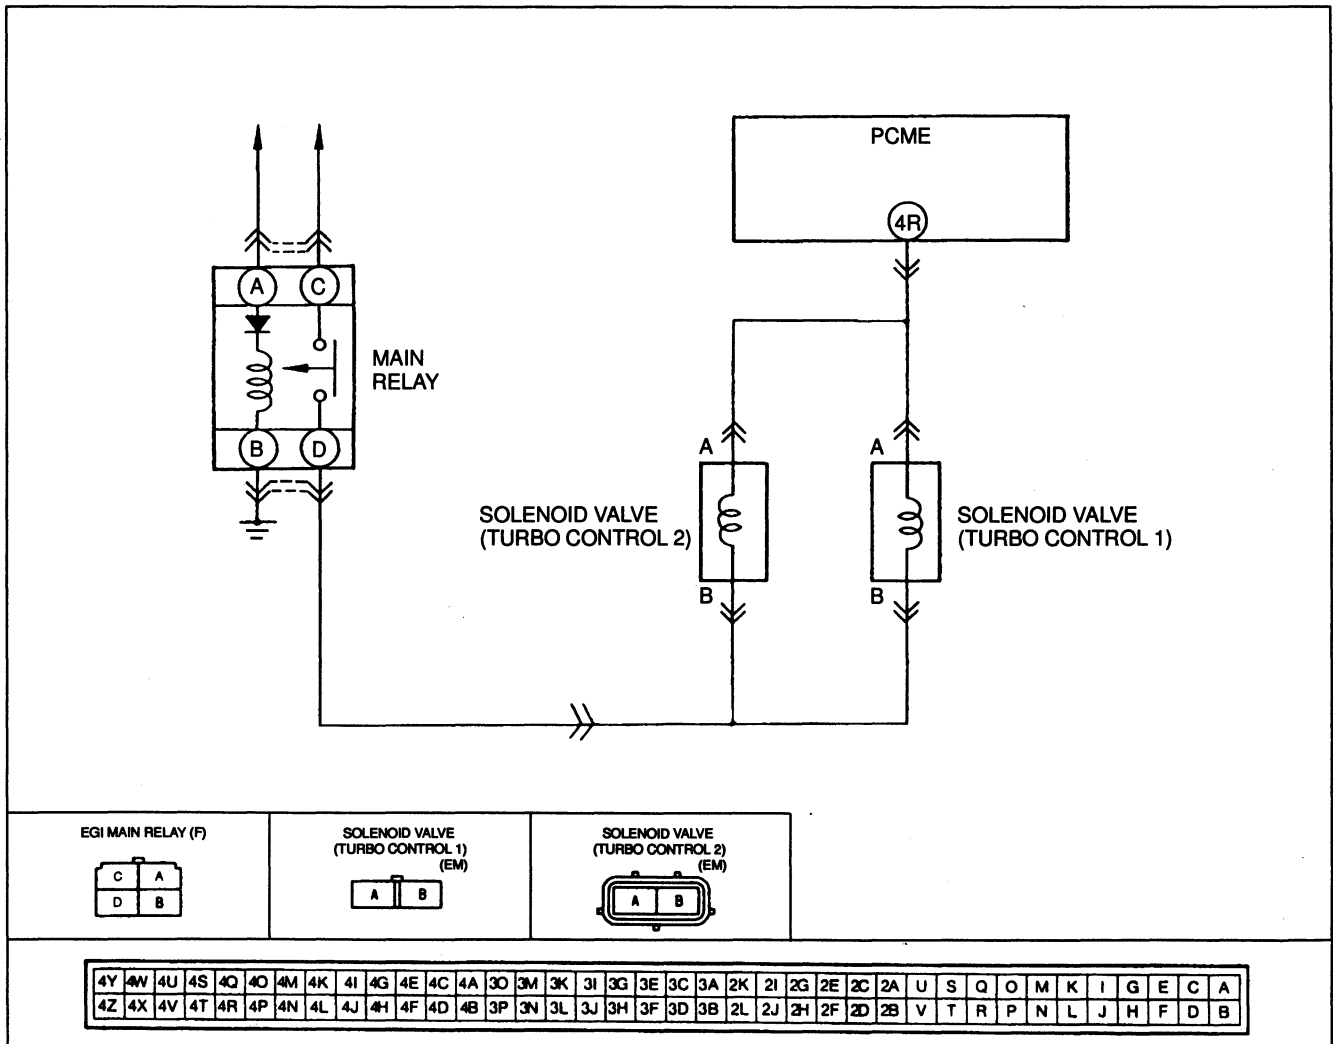 PCME
4R
A C
MAIN
RELAY
B D
A
A
SOLENOID VALVE
(TURBO CONTROL 2)
SOLENOID VALVE
(TURBO CONTROL 1)
B
B
EGI MAIN RELAY (F)
C A
D B
SOLENOID VALVE
(TURBO CONTROL 1)
(EM)
A B
SOLENOID VALVE
(TURBO CONTROL 2)
(EM)
A B
4Y 4W 4U 4S 4Q 4O 4M 4K 4I 4G 4E 4C 4A 3O 3M 3K 3I 3G 3E 3C 3A 2K 2I 2G 2E 2C 2A U S Q O M K I G E C A
4Z 4X 4V 4T 4R 4P 4N 4L 4J 4H 4F 4D 4B 3P 3N 3L 3J 3H 3F 3D 3B 2L 2J 2H 2F 2D 2B V T R P N L J H F D B